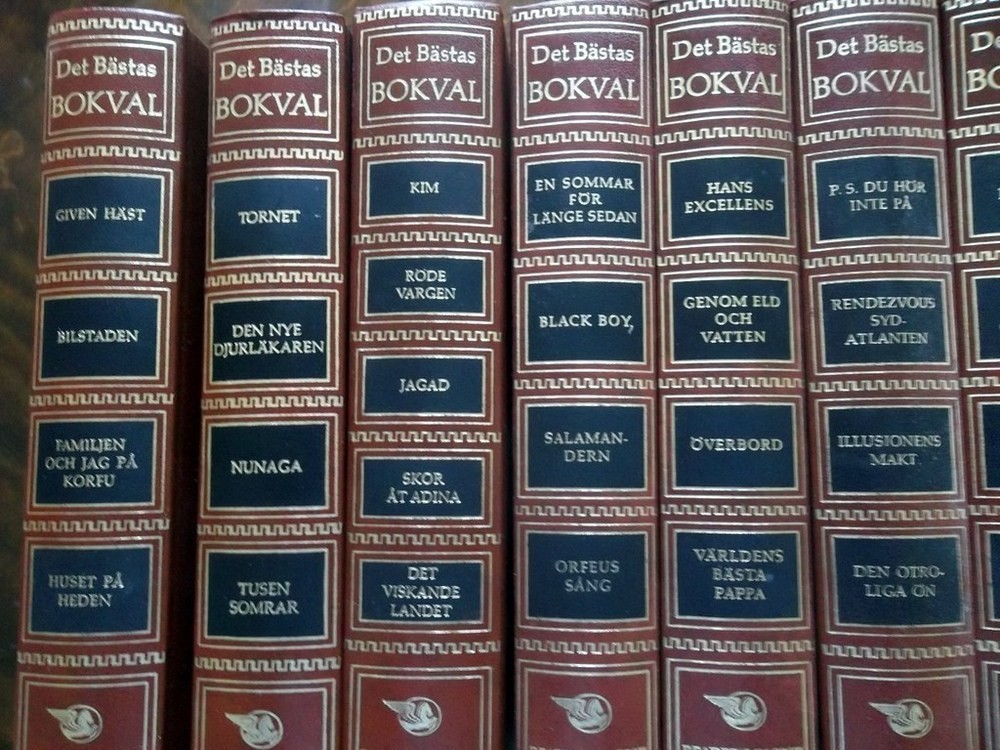 Det Bästas
BOKVAL
GIVEN HÄST
BILSTADEN
FAMILJEN
OCH JAG PÅ
KORFU
HUSET PÅ
HEDEN
Det Bästas
BOKVAL
TORNET
DEN NYE
DJURLÄKAREN
NUNAGA
TUSEN
SOMRAR
Det Bästas
BOKVAL
KIM
RÖDE
VARGEN
JAGAD
SKOR
ÅT ADINA
DET
VISKANDE
LANDET
Det Bästas
BOKVAL
EN SOMMAR
FÖR
LÄNGE SEDAN
BLACK BOY
SALAMAN-
DERN
ORFEUS
SÅNG
Det Bästas
BOKVAL
HANS
EXCELLENS
GENOM ELD
OCH
VATTEN
ÖVERBORD
VÄRLDENS
BÄSTA
PAPPA
Det Bästas
BOKVAL
P. S. DU HÖR
INTE PÅ
RENDEZVOUS
SYD-
ATLANTEN
ILLUSIONENS
MAKT
DEN OTRO-
LIGA ÖN